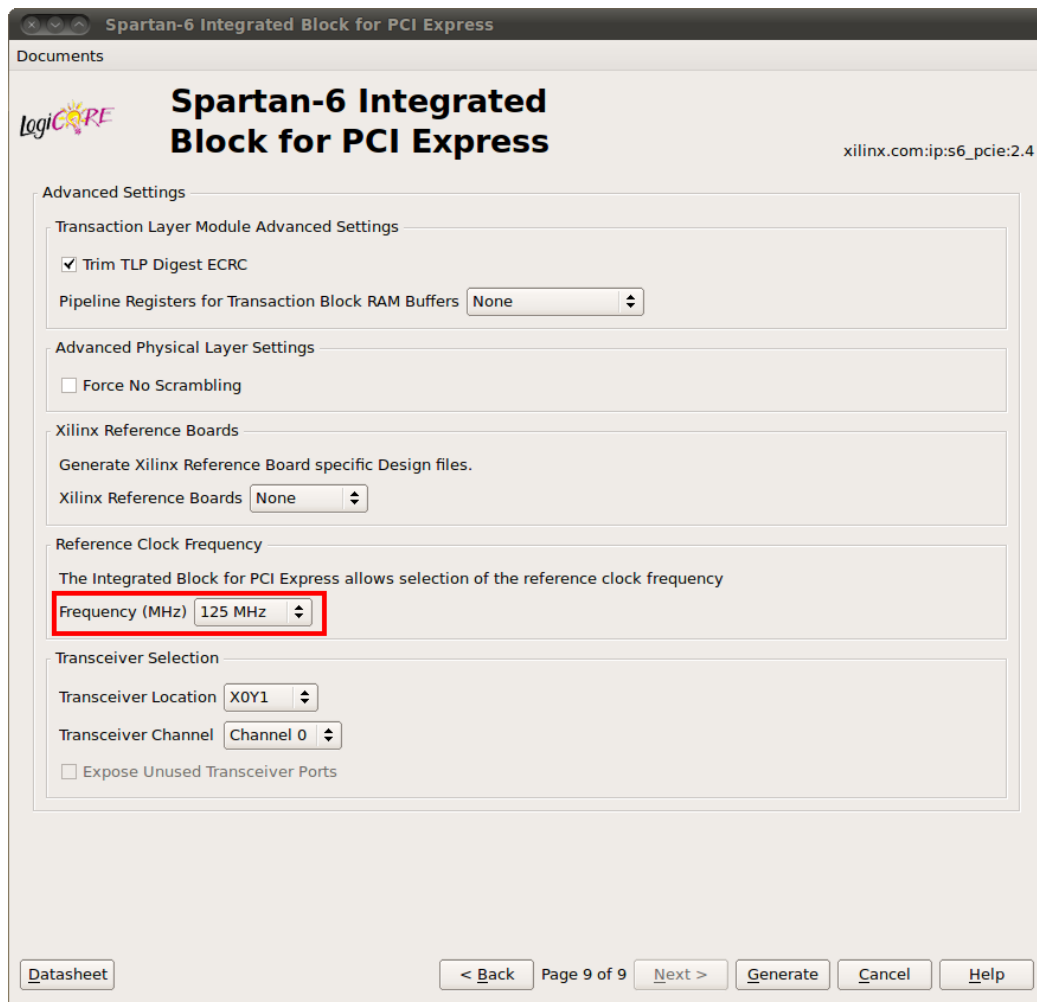 Spartan-6 Integrated Block for PCI Express
Documents
LogiCORE
Spartan-6 Integrated
Block for PCI Express
xilinx.com:ip:s6_pcie:2.4
Advanced Settings
Transaction Layer Module Advanced Settings
Trim TLP Digest ECRC
Pipeline Registers for Transaction Block RAM Buffers None
Advanced Physical Layer Settings
Force No Scrambling
Xilinx Reference Boards
Generate Xilinx Reference Board specific Design files.
Xilinx Reference Boards None
Reference Clock Frequency
The Integrated Block for PCI Express allows selection of the reference clock frequency
Frequency (MHz) 125 MHz
Transceiver Selection
Transceiver Location X0Y1
Transceiver Channel Channel 0
Expose Unused Transceiver Ports
Datasheet < Back Page 9 of 9 Next > Generate Cancel Help